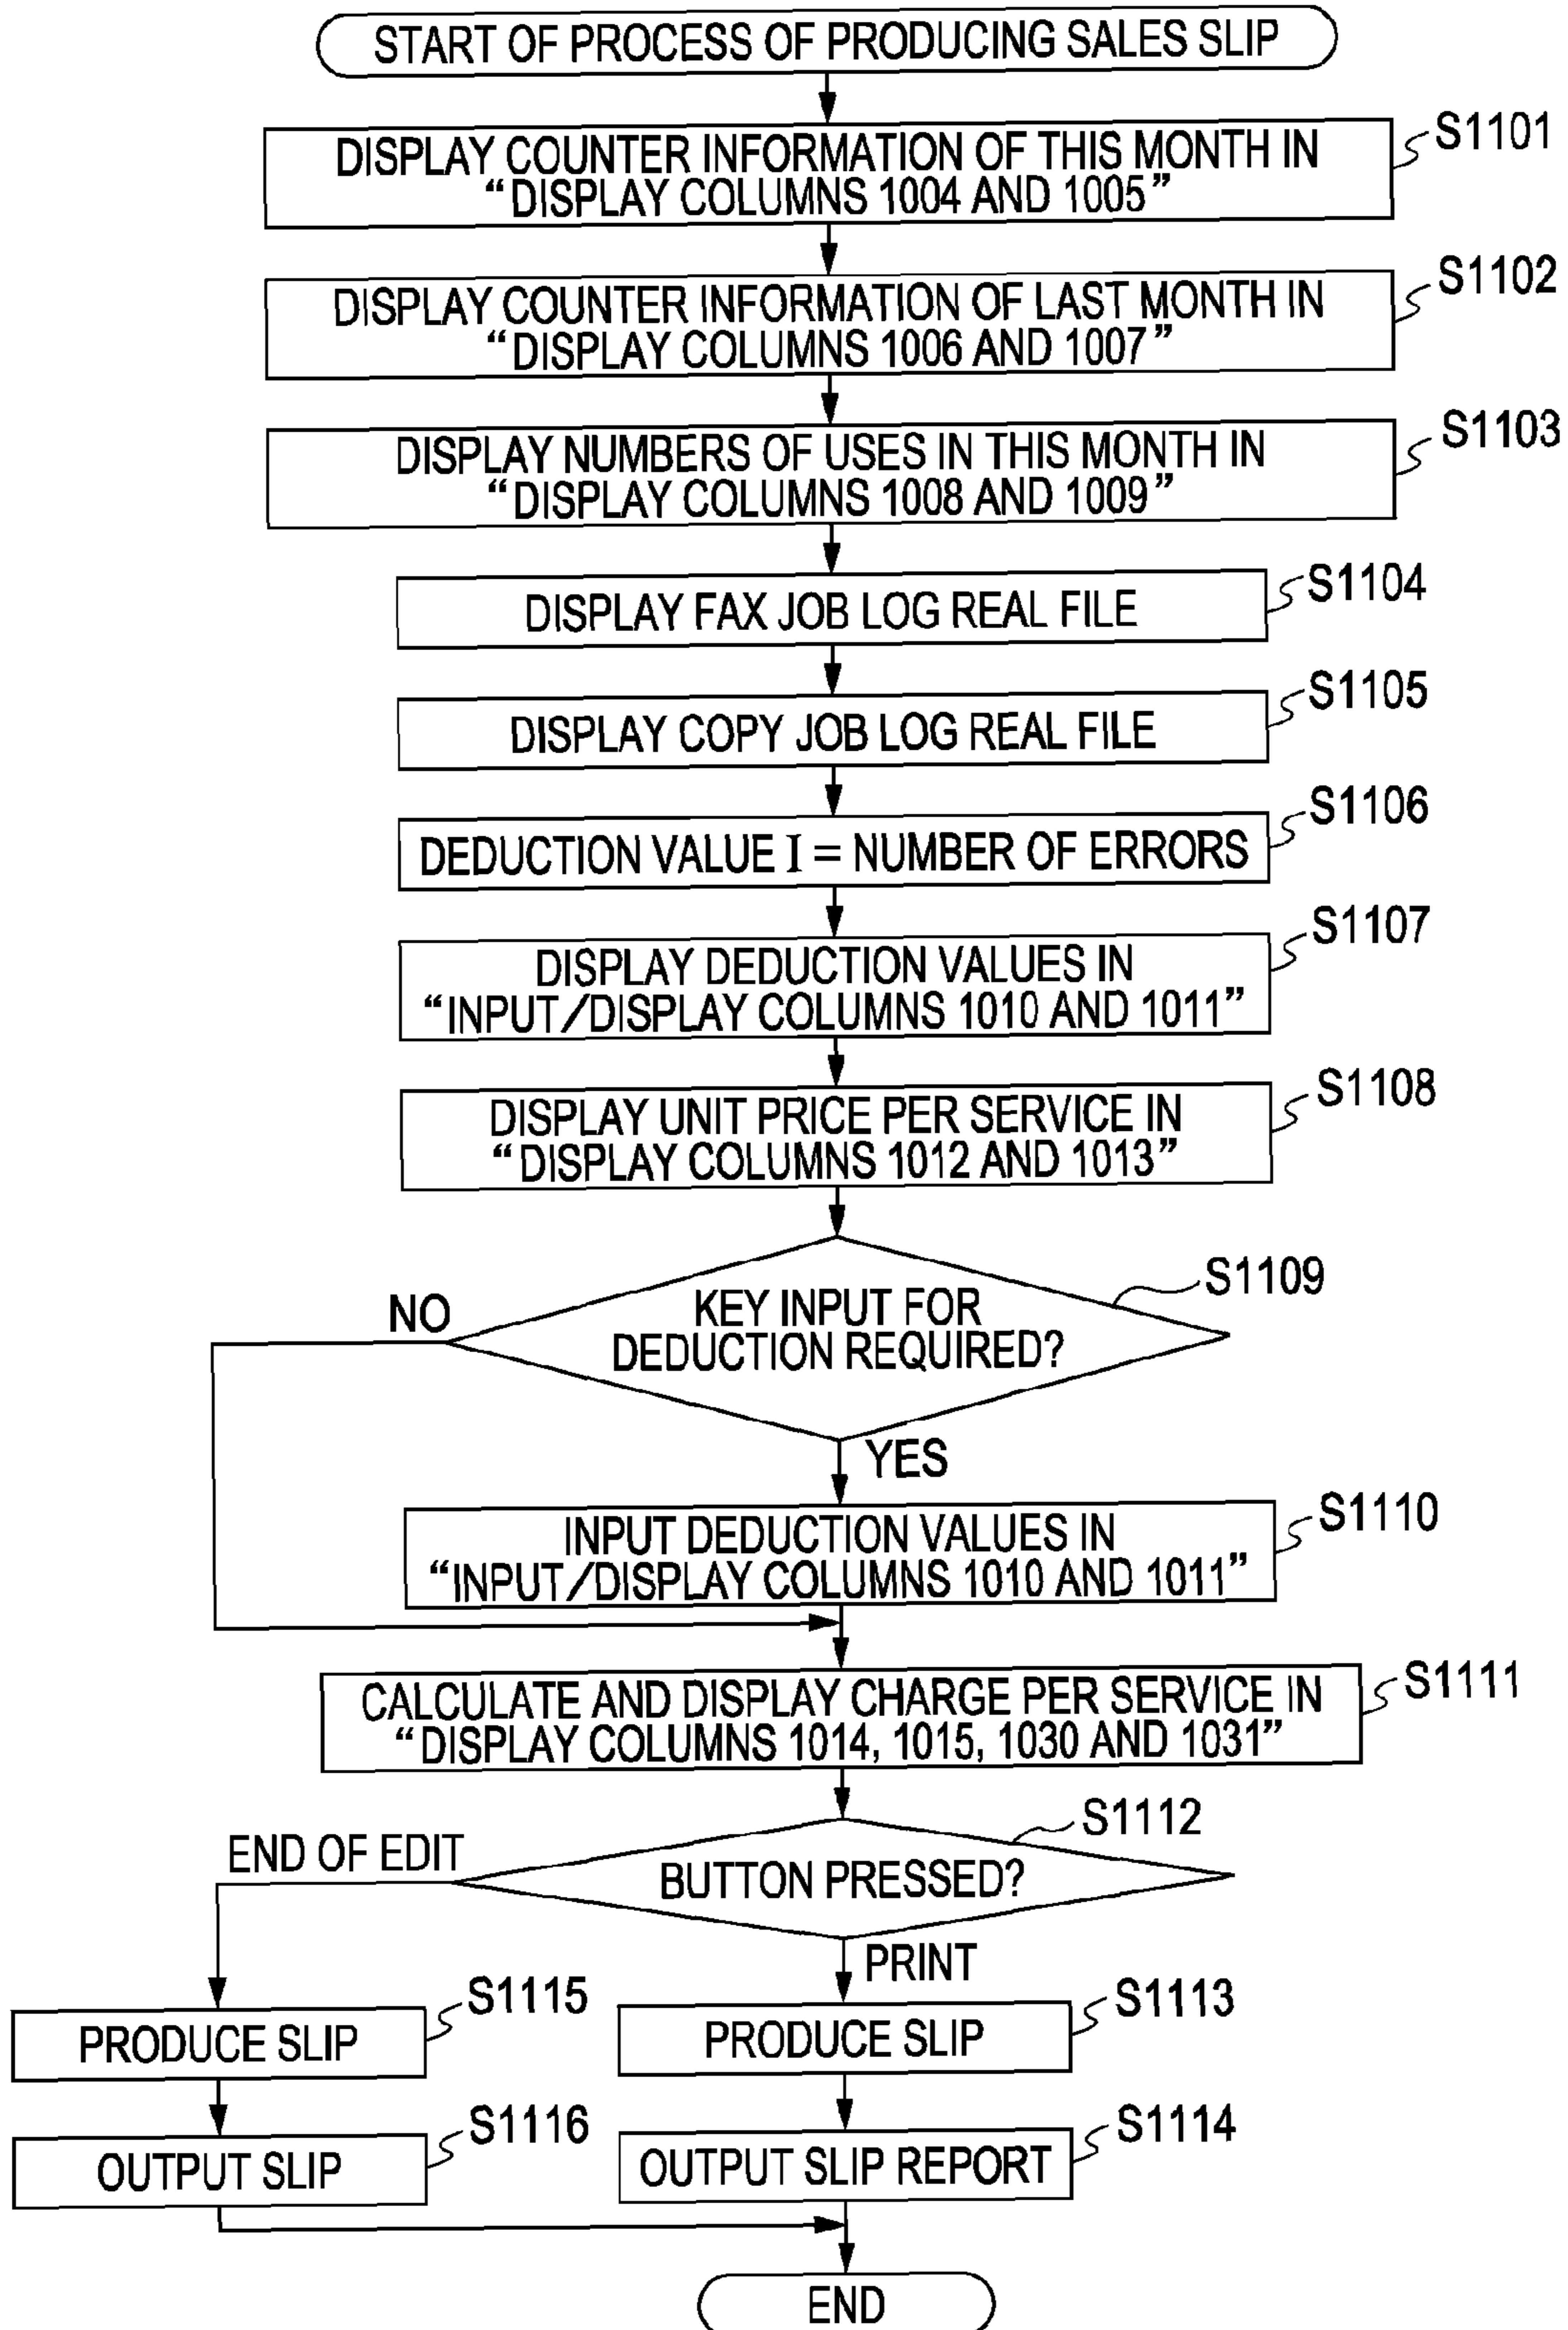 START OF PROCESS OF PRODUCING SALES SLIP
S1101
DISPLAY COUNTER INFORMATION OF THIS MONTH IN
“DISPLAY COLUMNS 1004 AND 1005”
S1102
DISPLAY COUNTER INFORMATION OF LAST MONTH IN
“DISPLAY COLUMNS 1006 AND 1007”
S1103
DISPLAY NUMBERS OF USES IN THIS MONTH IN
“DISPLAY COLUMNS 1008 AND 1009”
S1104
DISPLAY FAX JOB LOG REAL FILE
S1105
DISPLAY COPY JOB LOG REAL FILE
S1106
DEDUCTION VALUE I = NUMBER OF ERRORS
S1107
DISPLAY DEDUCTION VALUES IN
“INPUT/DISPLAY COLUMNS 1010 AND 1011”
S1108
DISPLAY UNIT PRICE PER SERVICE IN
“DISPLAY COLUMNS 1012 AND 1013”
S1109
NO
KEY INPUT FOR
DEDUCTION REQUIRED?
YES
S1110
INPUT DEDUCTION VALUES IN
“INPUT/DISPLAY COLUMNS 1010 AND 1011”
S1111
CALCULATE AND DISPLAY CHARGE PER SERVICE IN
“DISPLAY COLUMNS 1014, 1015, 1030 AND 1031”
S1112
END OF EDIT
BUTTON PRESSED?
PRINT
S1115
PRODUCE SLIP
S1113
PRODUCE SLIP
S1116
OUTPUT SLIP
S1114
OUTPUT SLIP REPORT
END